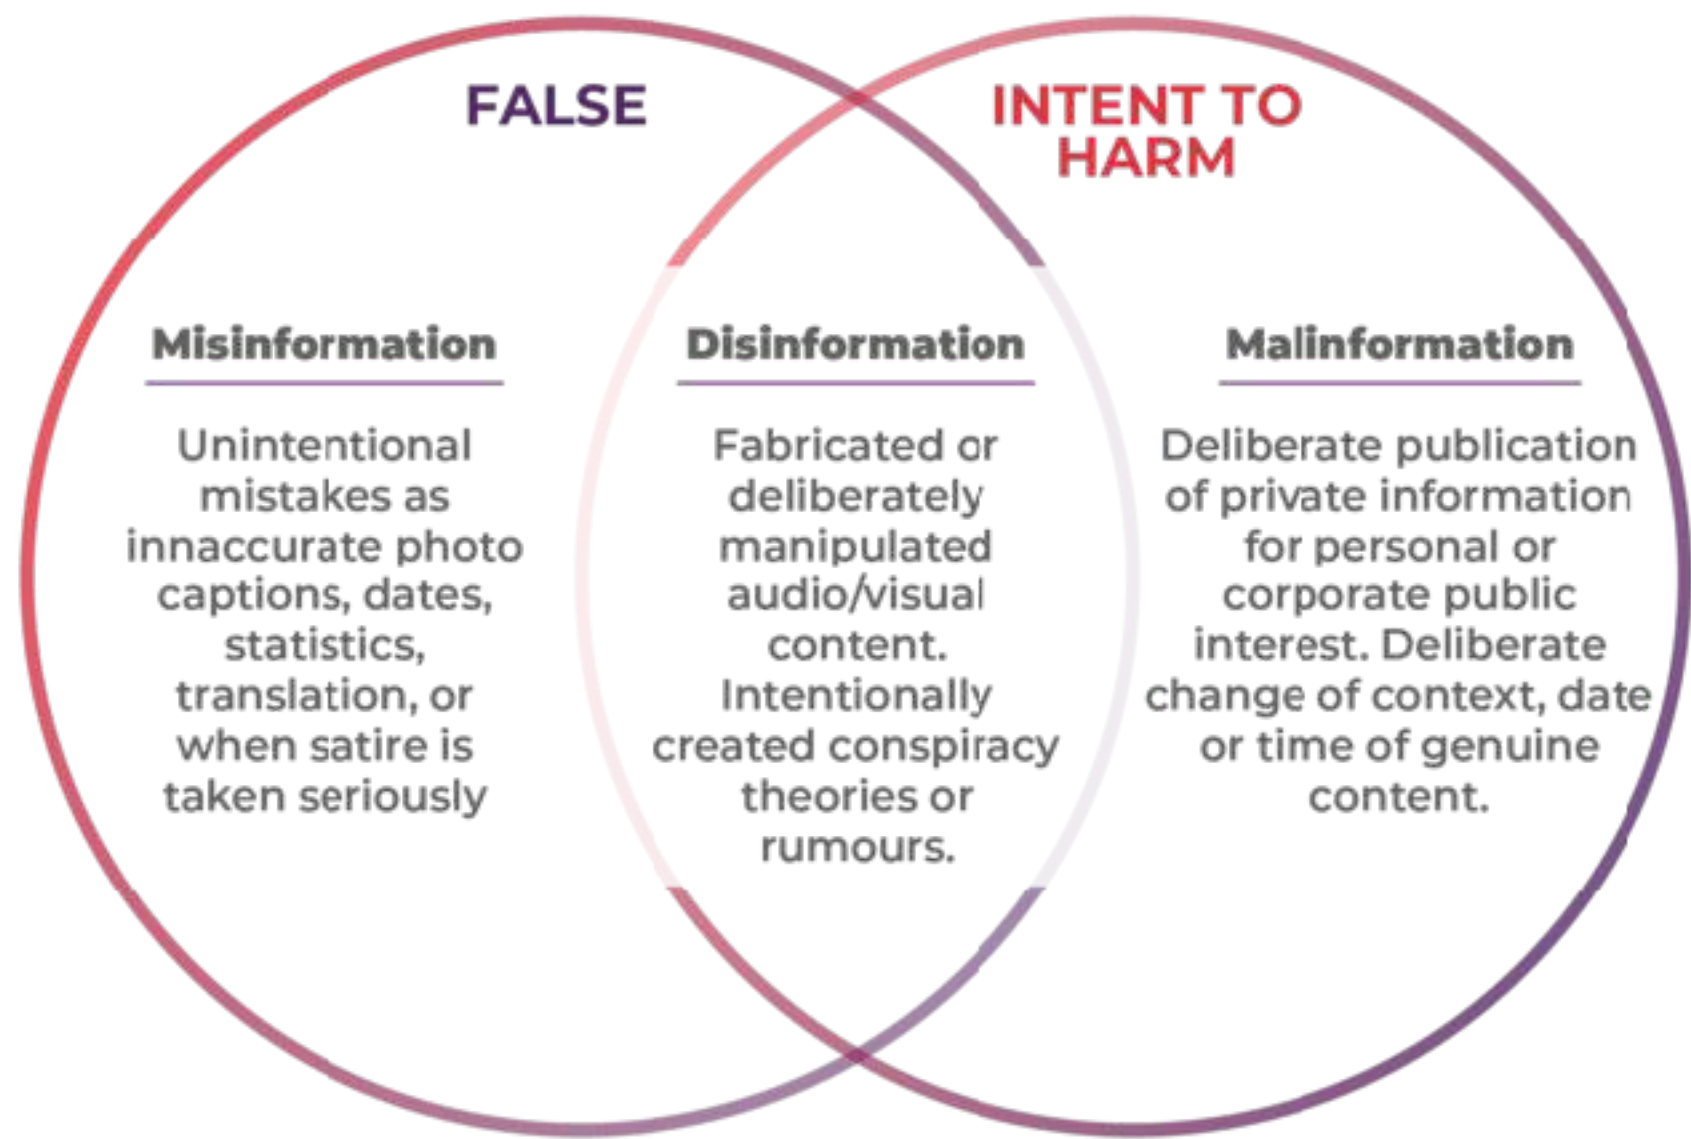 FALSE
INTENT TO
HARM
Misinformation
Unintentional
mistakes as
innaccurate photo
captions, dates,
statistics,
translation, or
when satire is
taken seriously
Disinformation
Fabricated or
deliberately
manipulated
audio/visual
content.
Intentionally
created conspiracy
theories or
rumours.
Malinformation
Deliberate publication
of private information
for personal or
corporate public
interest. Deliberate
change of context, date
or time of genuine
content.